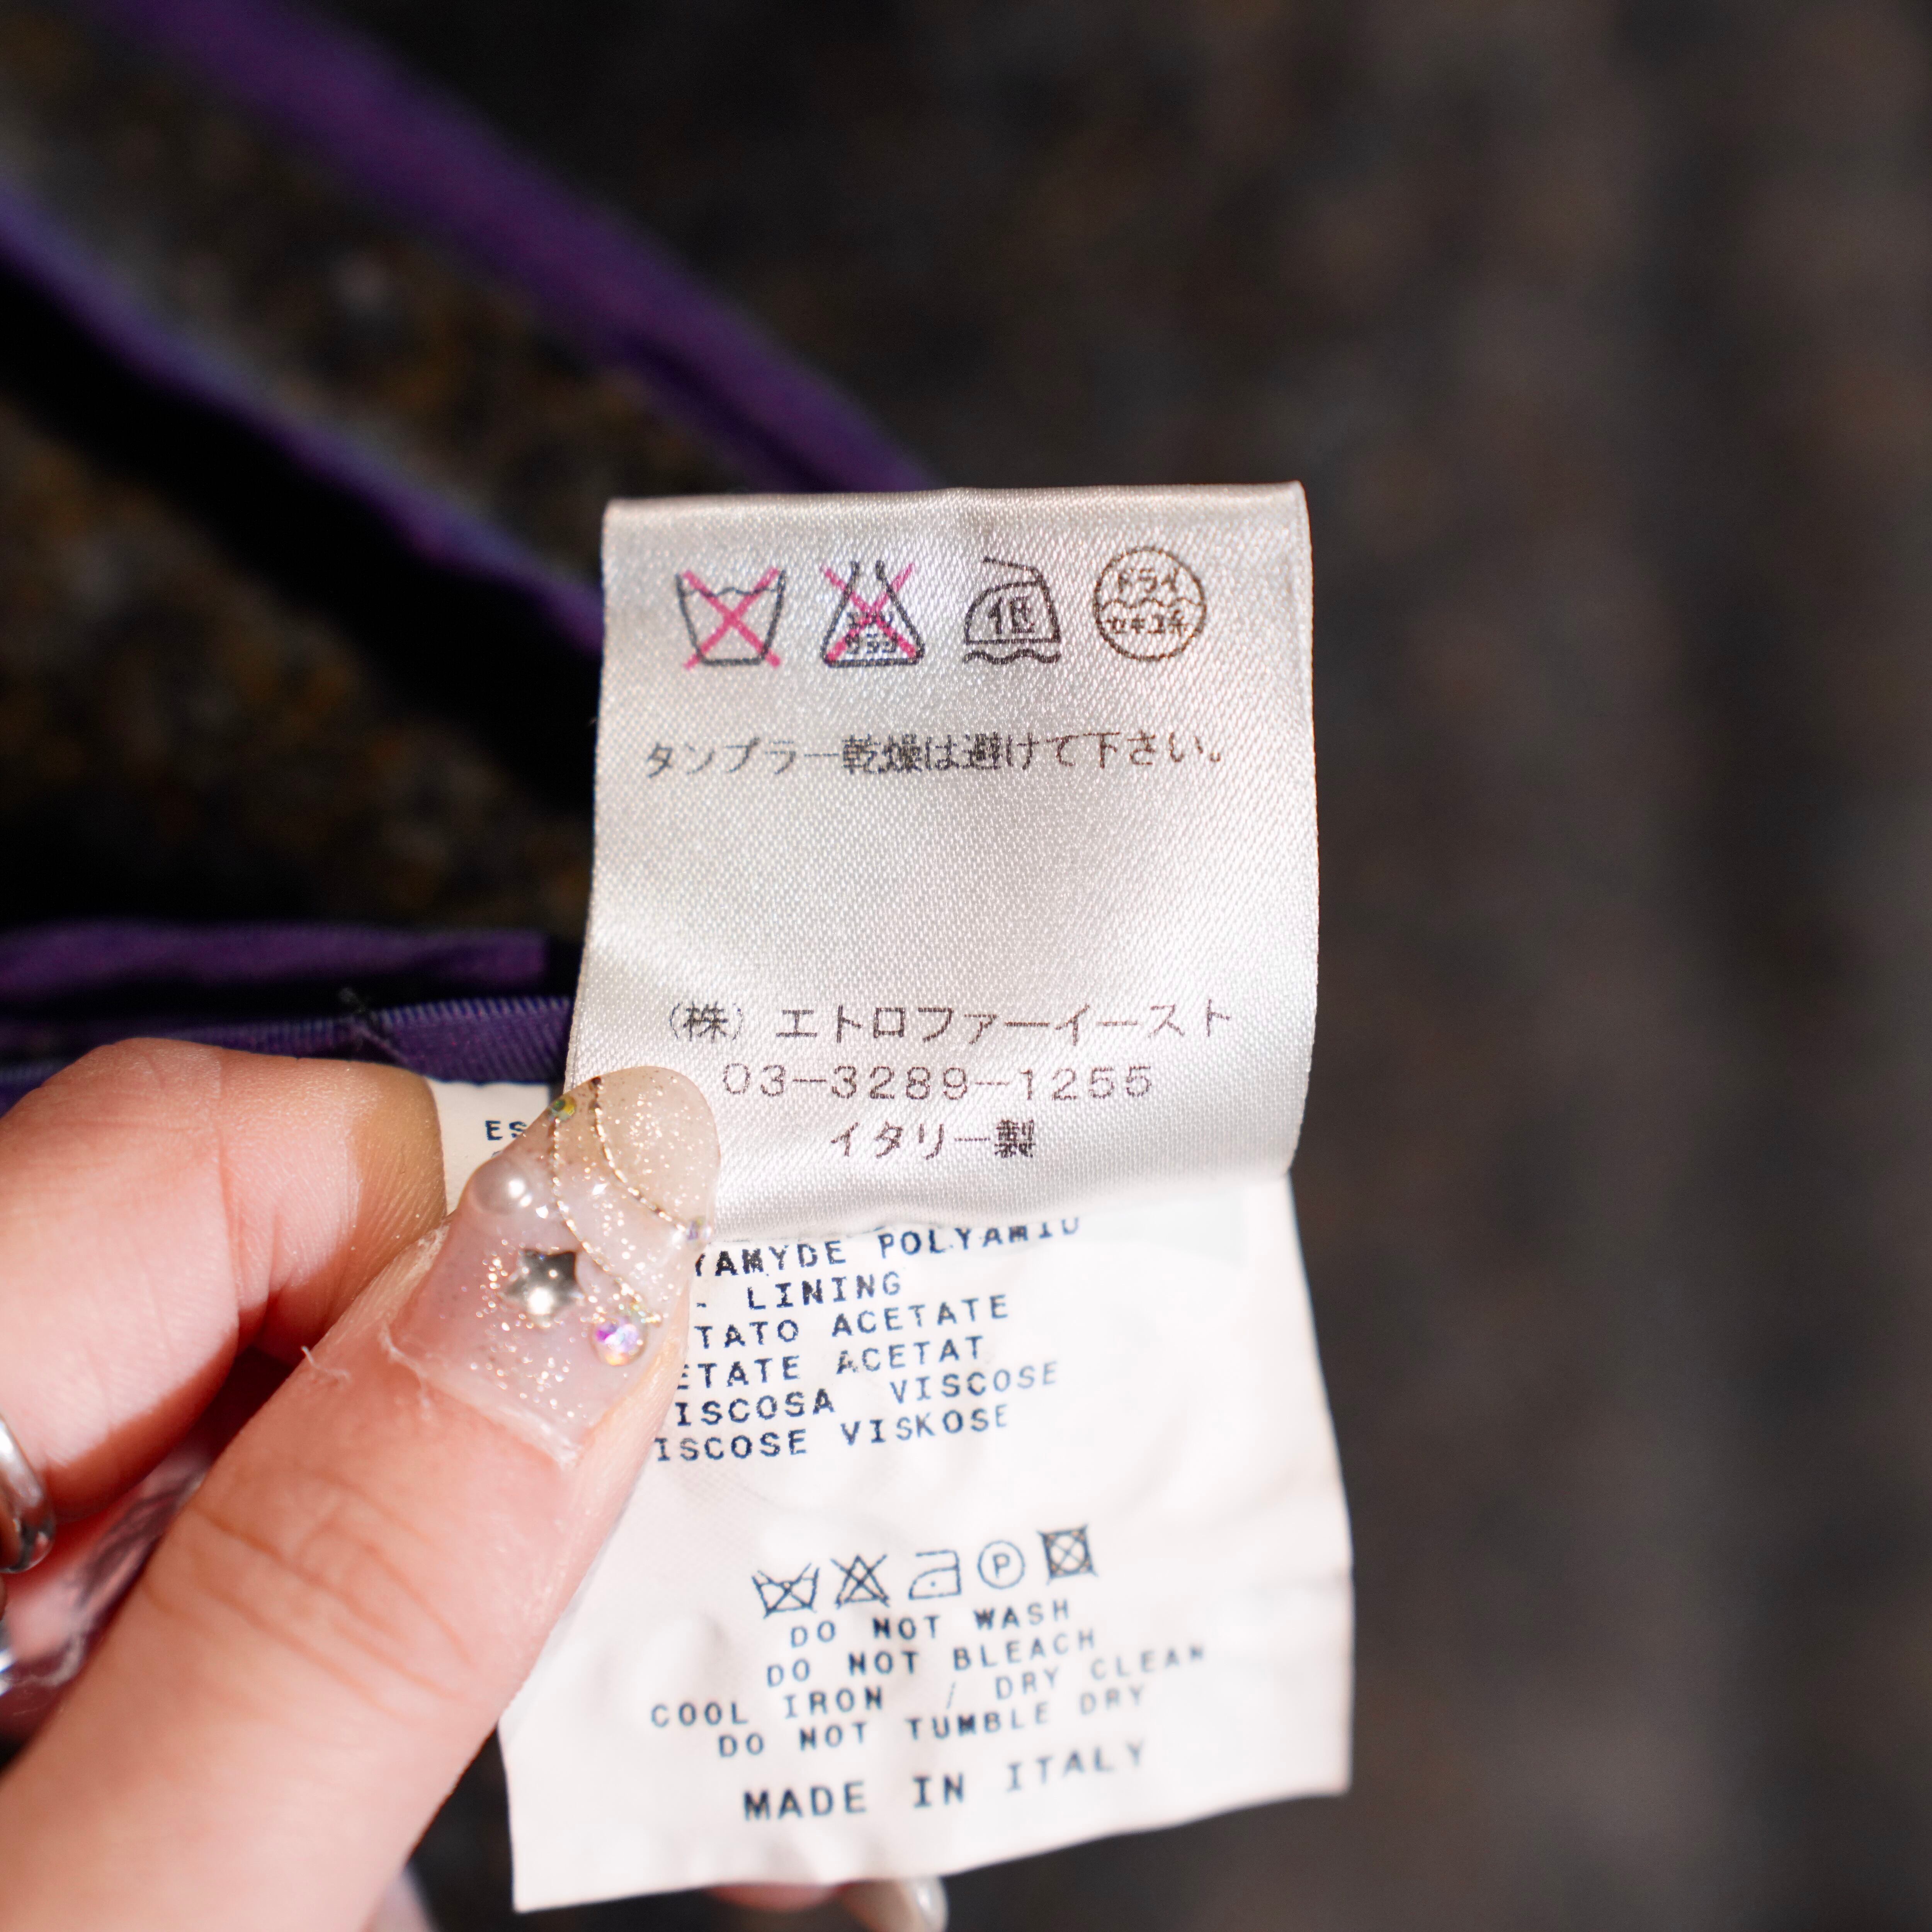 ドライ
セキユ系
低
タンブラー乾燥は避けて下さい。
(株) エトロファーイースト
03-3289-1255
イタリー製
ES
YAMYDE POLYAMID
LINING
TATO ACETATE
ETATE ACETAT
ISCOSA VISCOSE
ISCOSE VISKOSE
P
DO NOT WASH
DO NOT BLEACH
COOL IRON / DRY CLEAN
DO NOT TUMBLE DRY
MADE IN ITALY